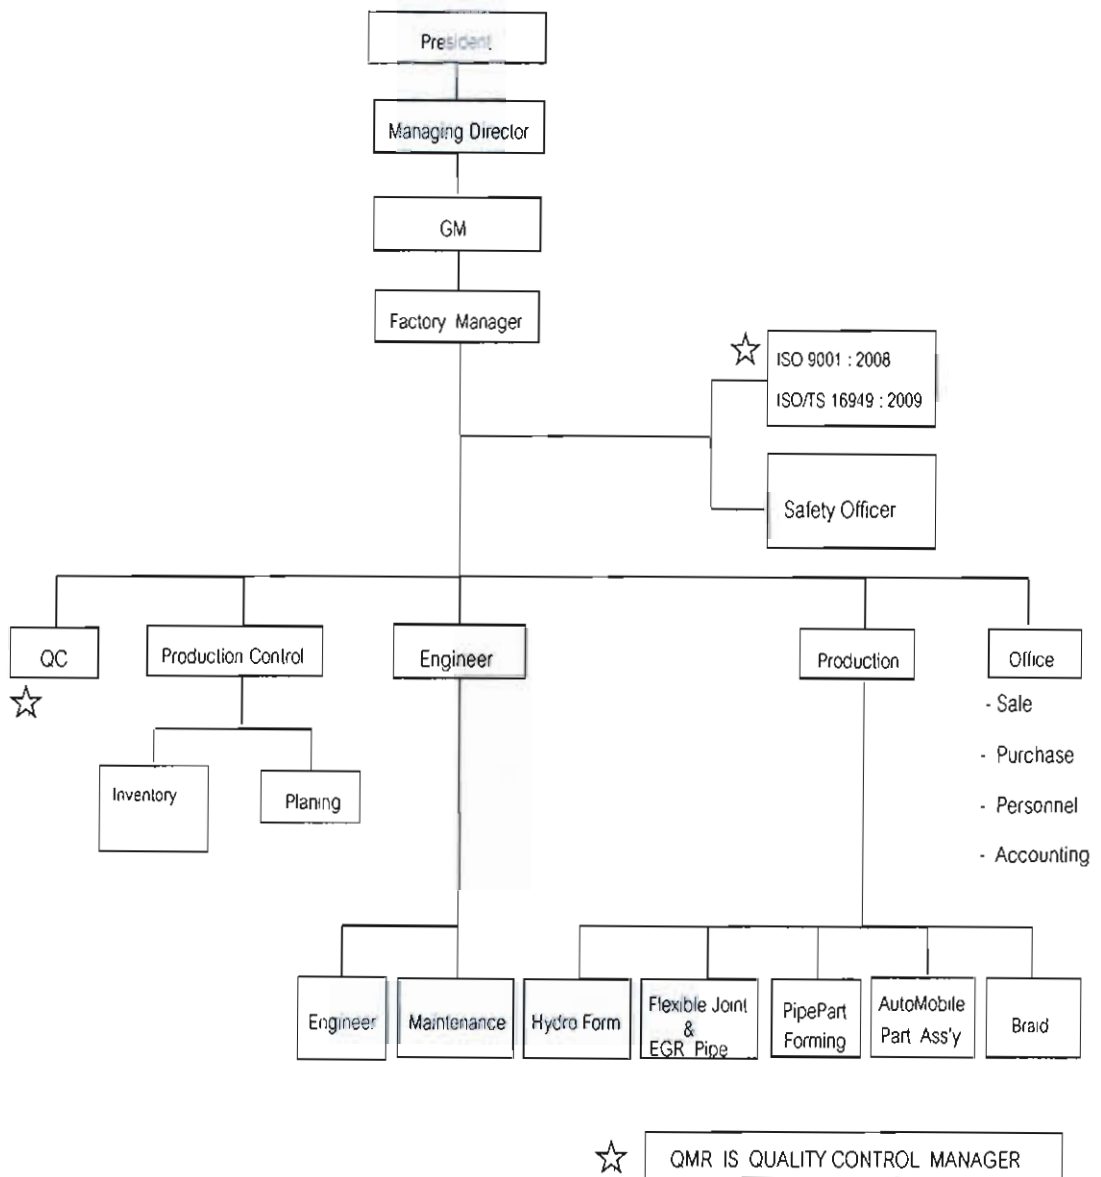 President
Managing Director
GM
Factory Manager
ISO 9001 : 2008
ISO/TS 16949 : 2009
Safety Officer
QC
Production Control
Engineer
Production
Office
- Sale
- Purchase
- Personnel
- Accounting
Inventory
Planing
Engineer
Maintenance
Hydro Form
Flexible Joint
&
EGR Pipe
PipePart
Forming
AutoMobile
Part Ass'y
Braid
QMR IS QUALITY CONTROL MANAGER